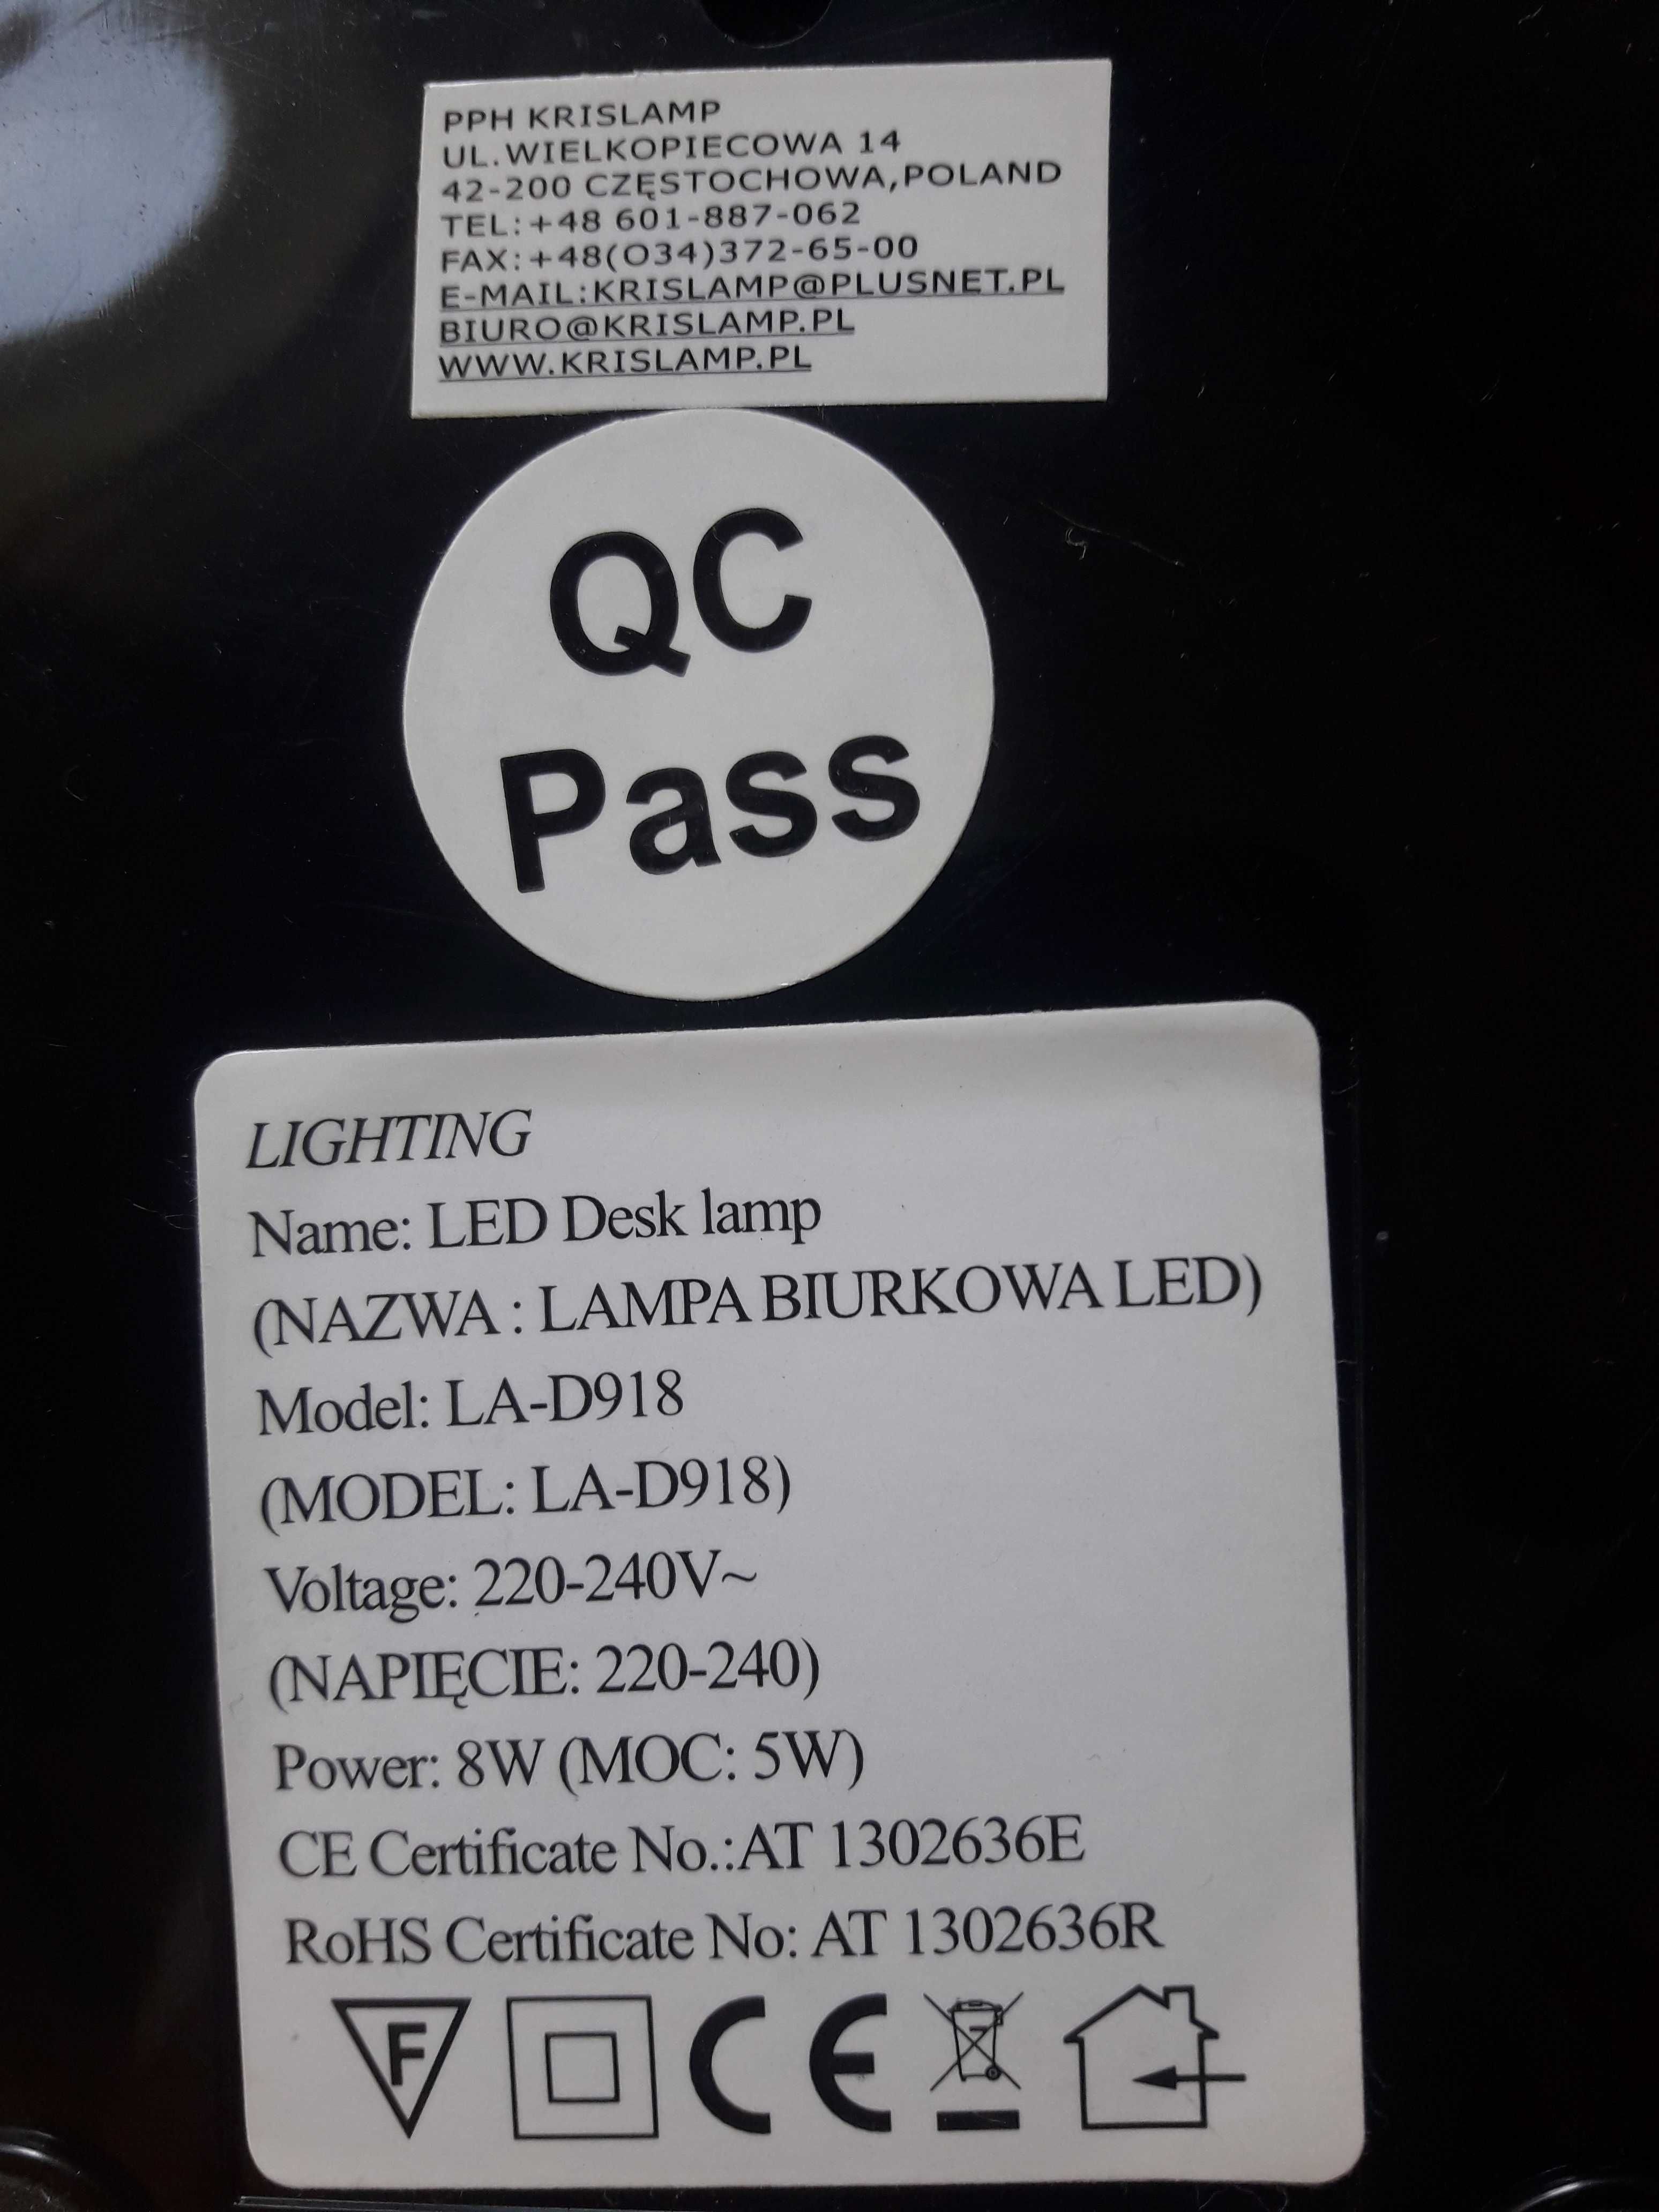 PPH KRISLAMP
UL.WIELKOPIECOWA 14
42-200 CZĘSTOCHOWA,POLAND
TEL:+48 601-887-062
FAX:+48(O34)372-65-00
E-MAIL:KRISLAMP@PLUSNET.PL
BIURO@KRISLAMP.PL
WWW.KRISLAMP.PL
QC
Pass
LIGHTING
Name: LED Desk lamp
(NAZWA : LAMPA BIURKOWA LED)
Model: LA-D918
(MODEL: LA-D918)
Voltage: 220-240V~
(NAPIĘCIE: 220-240)
Power: 8W (MOC: 5W)
CE Certificate No.:AT 1302636E
RoHS Certificate No: AT 1302636R
F CE